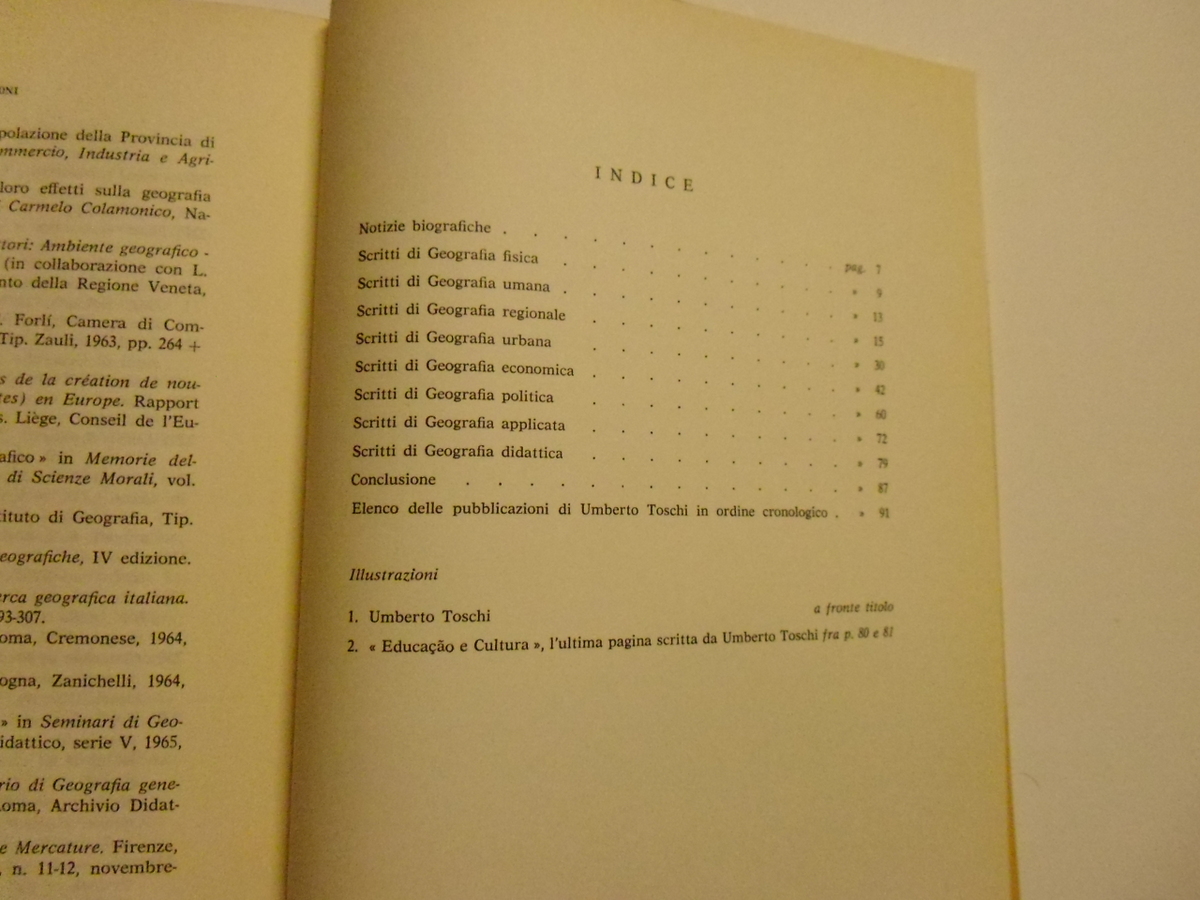 polazione della Provincia di
mmercio, Industria e Agri-
loro effetti sulla geografia
Carmelo Colamonico, Na-
tori: Ambiente geografico -
(in collaborazione con L.
nto della Regione Veneta,
. Forlí, Camera di Com-
Tip. Zauli, 1963, pp. 264 +
s de la création de nou-
tes) en Europe. Rapport
s. Liège, Conseil de l'Eu-
afico» in Memorie del-
di Scienze Morali, vol.
tituto di Geografia, Tip.
eografiche, IV edizione.
rca geografica italiana.
93-307.
oma, Cremonese, 1964,
ogna, Zanichelli, 1964,
» in Seminari di Geo-
idattico, serie V, 1965,
rio di Geografia gene-
oma, Archivio Didat-
e Mercature. Firenze,
, n. 11-12, novembre-
INDICE
Notizie biografiche . . . . . . . . . . pag. 7
Scritti di Geografia fisica . . . . . . . . . . » 9
Scritti di Geografia umana . . . . . . . . . . » 13
Scritti di Geografia regionale . . . . . . . . . » 15
Scritti di Geografia urbana . . . . . . . . . » 30
Scritti di Geografia economica . . . . . . . . . » 42
Scritti di Geografia politica . . . . . . . . . » 60
Scritti di Geografia applicata . . . . . . . . . » 72
Scritti di Geografia didattica . . . . . . . . . » 79
Conclusione . . . . . . . . . . . . . » 87
Elenco delle pubblicazioni di Umberto Toschi in ordine cronologico . » 91
Illustrazioni
1. Umberto Toschi a fronte titolo
2. « Educação e Cultura », l'ultima pagina scritta da Umberto Toschi fra p. 80 e 81